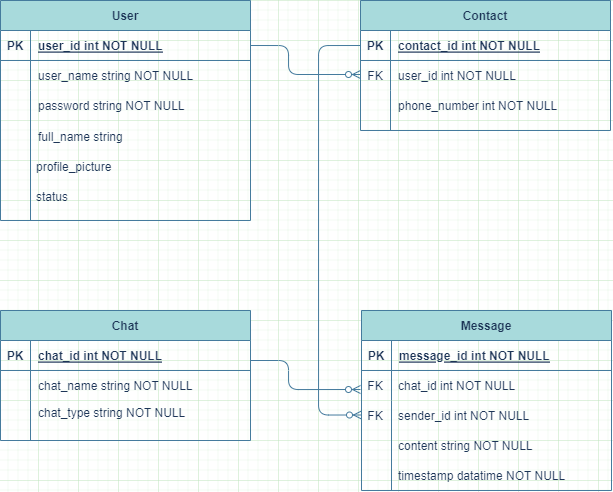 User
PK user_id int NOT NULL
user_name string NOT NULL
password string NOT NULL
full_name string
profile_picture
status
Contact
PK contact_id int NOT NULL
FK user_id int NOT NULL
phone_number int NOT NULL
Chat
PK chat_id int NOT NULL
chat_name string NOT NULL
chat_type string NOT NULL
Message
PK message_id int NOT NULL
FK chat_id int NOT NULL
FK sender_id int NOT NULL
content string NOT NULL
timestamp datatime NOT NULL